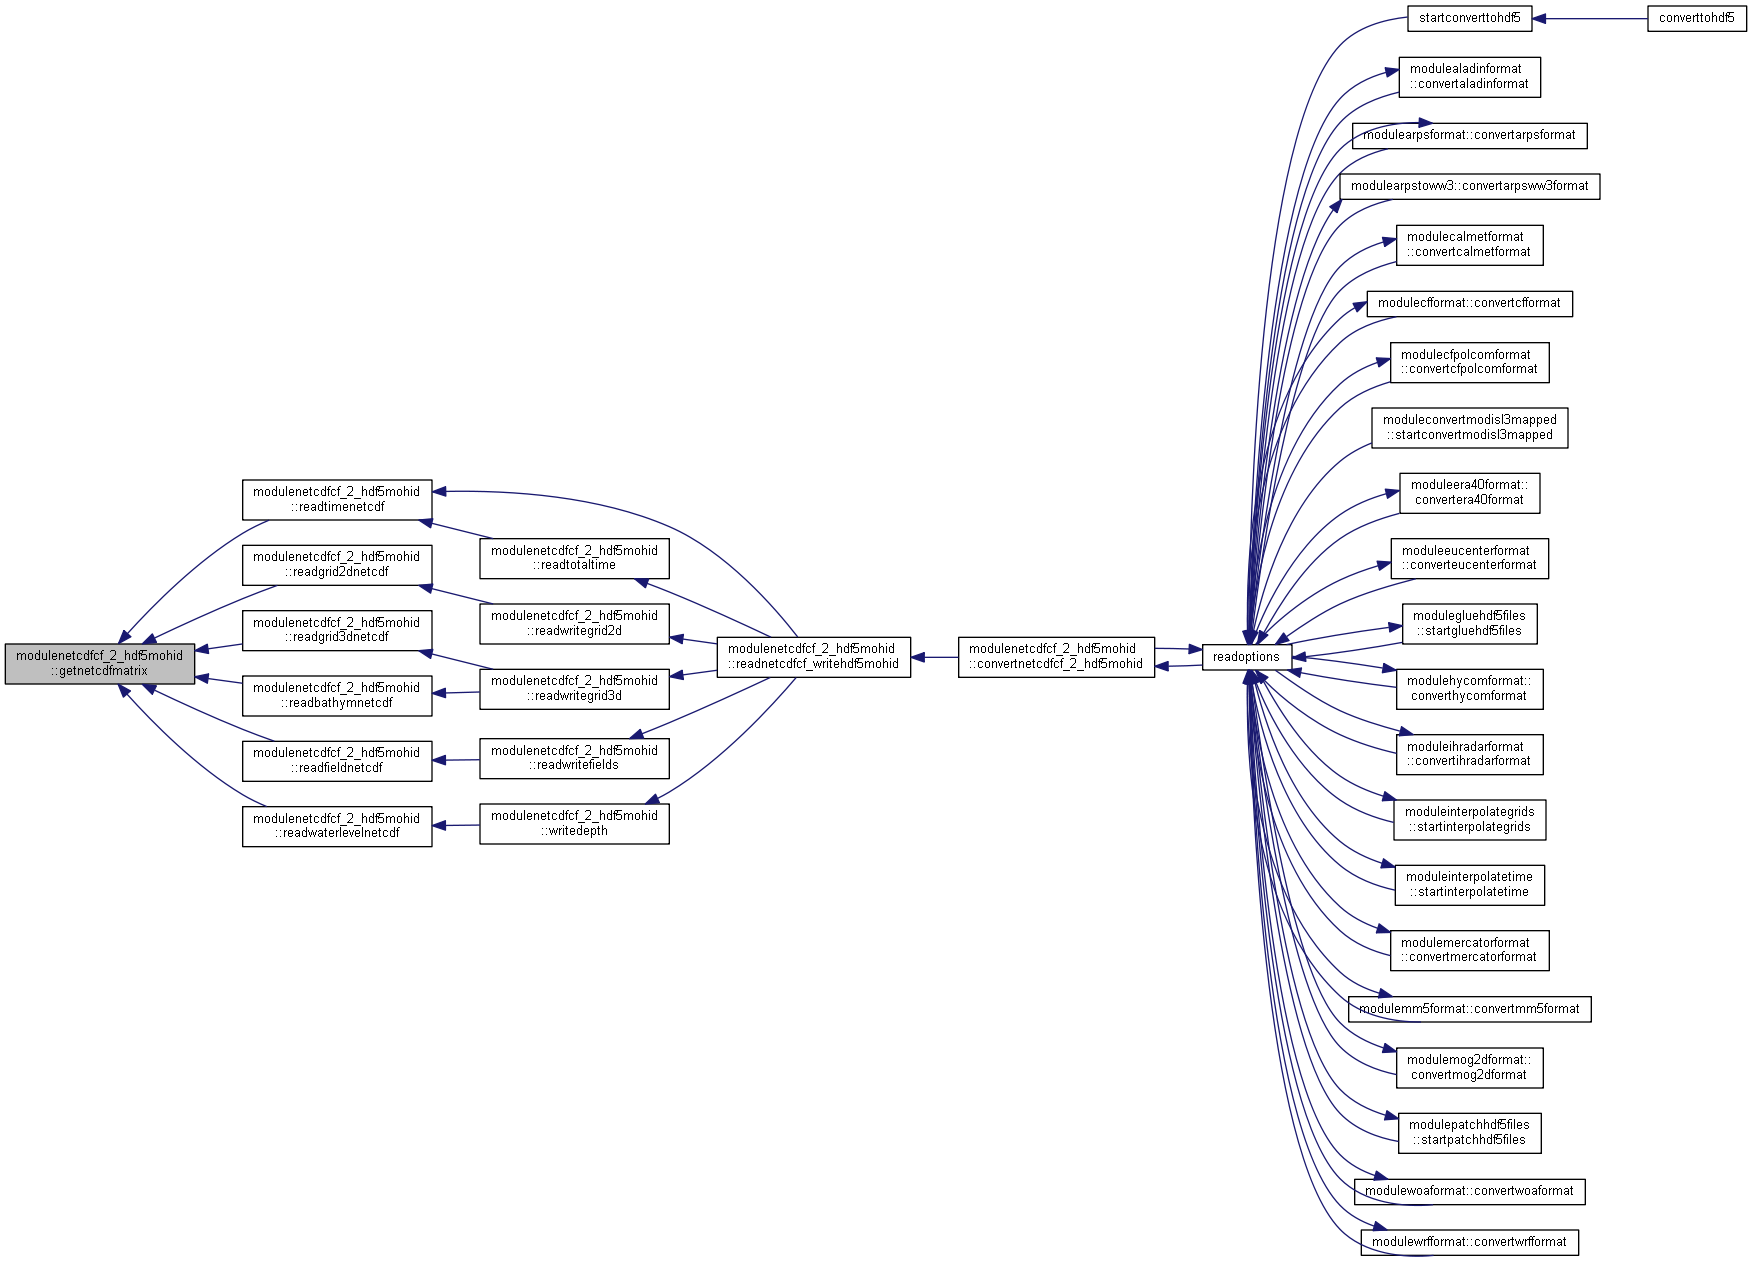 modulenetcdfcf_2_hdf5mohid
::getnetcdfmatrix
modulenetcdfcf_2_hdf5mohid
::readtimenetcdf
modulenetcdfcf_2_hdf5mohid
::readgrid2dnetcdf
modulenetcdfcf_2_hdf5mohid
::readgrid3dnetcdf
modulenetcdfcf_2_hdf5mohid
::readbathymnetcdf
modulenetcdfcf_2_hdf5mohid
::readfieldnetcdf
modulenetcdfcf_2_hdf5mohid
::readwaterlevelnetcdf
modulenetcdfcf_2_hdf5mohid
::readtotaltime
modulenetcdfcf_2_hdf5mohid
::readwritegrid2d
modulenetcdfcf_2_hdf5mohid
::readwritegrid3d
modulenetcdfcf_2_hdf5mohid
::readwritefields
modulenetcdfcf_2_hdf5mohid
::writedepth
modulenetcdfcf_2_hdf5mohid
::readnetcdfcf_writehdf5mohid
modulenetcdfcf_2_hdf5mohid
::convertnetcdfcf_2_hdf5mohid
readoptions
startconverttohdf5
converttohdf5
modulealadinformat
::convertaladinformat
modulearpsformat::convertarpsformat
modulearpstoww3::convertarpsww3format
modulecalmetformat
::convertcalmetformat
modulecfformat::convertcfformat
modulecfpolcomformat
::convertcfpolcomformat
moduleconvertmodisl3mapped
::startconvertmodisl3mapped
moduleera40format::
convertera40format
moduleeucenterformat
::converteucenterformat
modulegluehdf5files
::startgluehdf5files
modulehycomformat::
converthycomformat
moduleihradarformat
::convertihradarformat
moduleinterpolategrids
::startinterpolategrids
moduleinterpolatetime
::startinterpolatetime
modulemercatorformat
::convertmercatorformat
modulemm5format::convertmm5format
modulemog2dformat::
convertmog2dformat
modulepatchhdf5files
::startpatchhdf5files
modulewoaformat::convertwoaformat
modulewrfformat::convertwrfformat